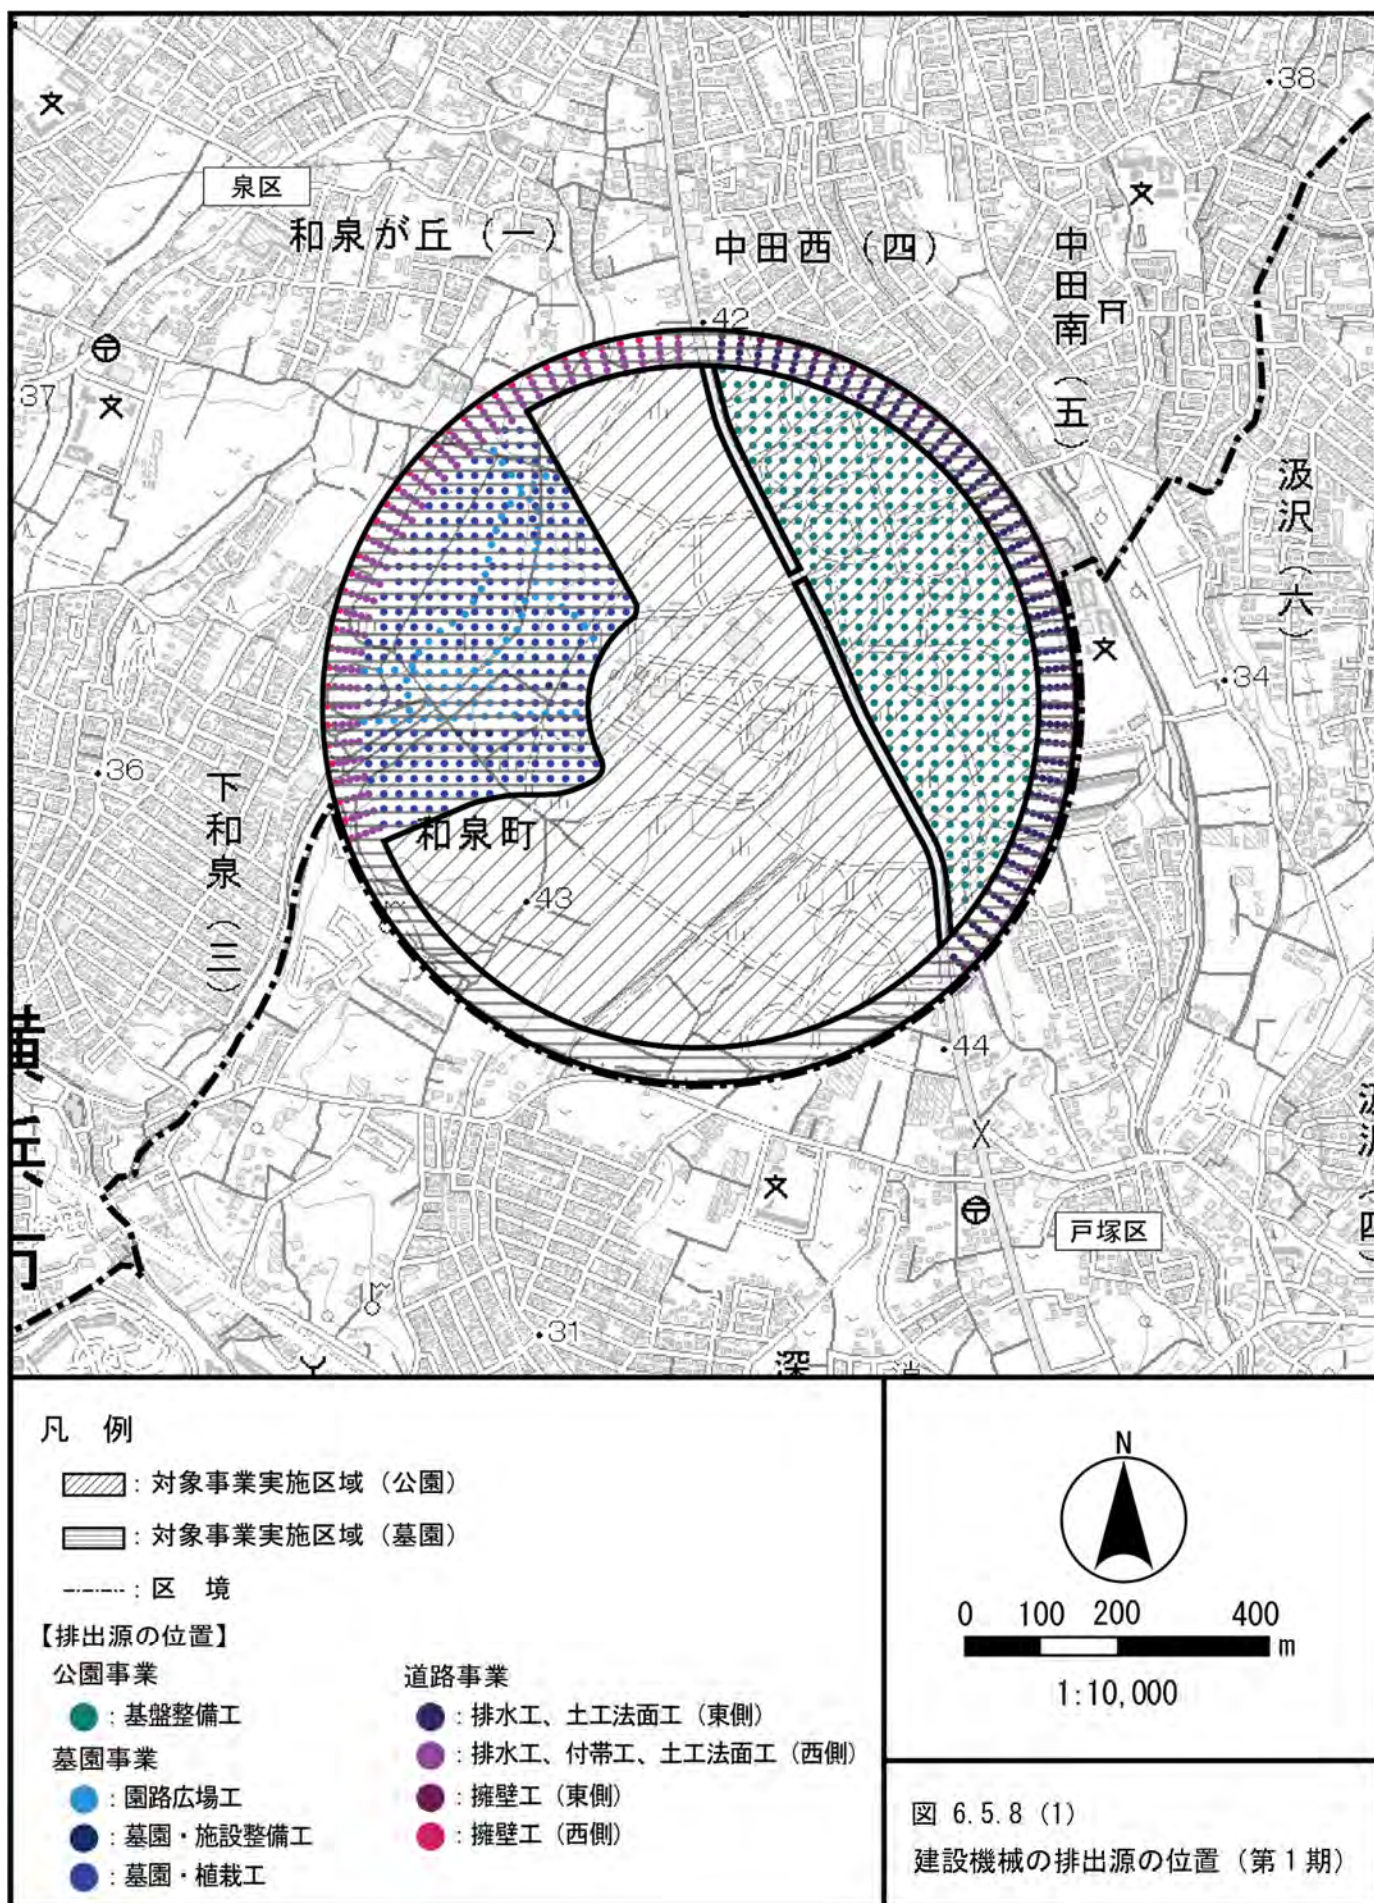 38
泉区
和泉が丘（一）
中田西（四）
中田南（五）
42
37
汲沢（六）
34
36
下和泉（三）
和泉町
43
44
横浜市
戸塚区
31
深
凡　例
：対象事業実施区域（公園）
：対象事業実施区域（墓園）
：区　境
【排出源の位置】
公園事業
：基盤整備工
墓園事業
：園路広場工
：墓園・施設整備工
：墓園・植栽工
道路事業
：排水工、土工法面工（東側）
：排水工、付帯工、土工法面工（西側）
：擁壁工（東側）
：擁壁工（西側）
N
0　100　200　400
m
1:10,000
図 6.5.8 (1)
建設機械の排出源の位置（第１期）